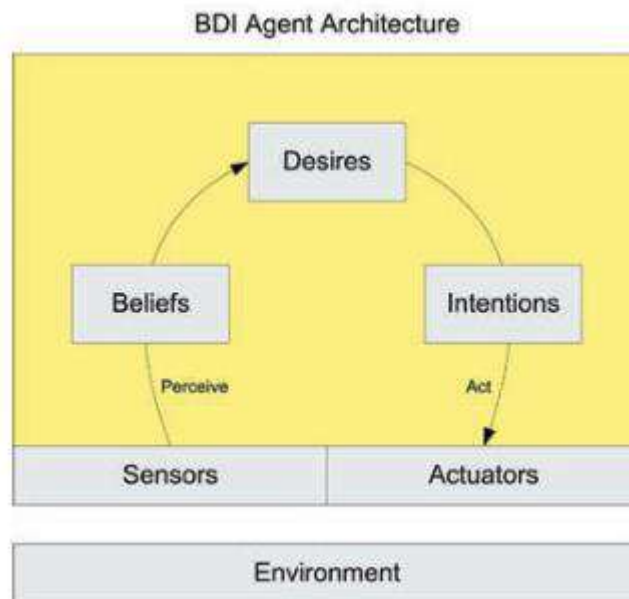 BDI Agent Architecture
Desires
Beliefs
Intentions
Perceive
Act
Sensors
Actuators
Environment